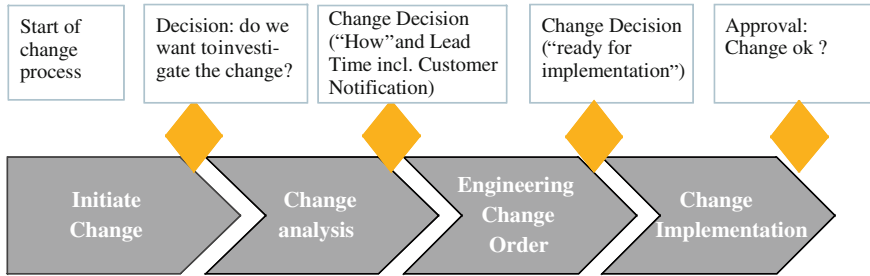 Start of
change
process
Decision: do we
want toinvesti-
gate the change?
Change Decision
(“How”and Lead
Time incl. Customer
Notification)
Change Decision
(“ready for
implementation”)
Approval:
Change ok ?
Initiate
Change
Change
analysis
Engineering
Change
Order
Change
Implementation